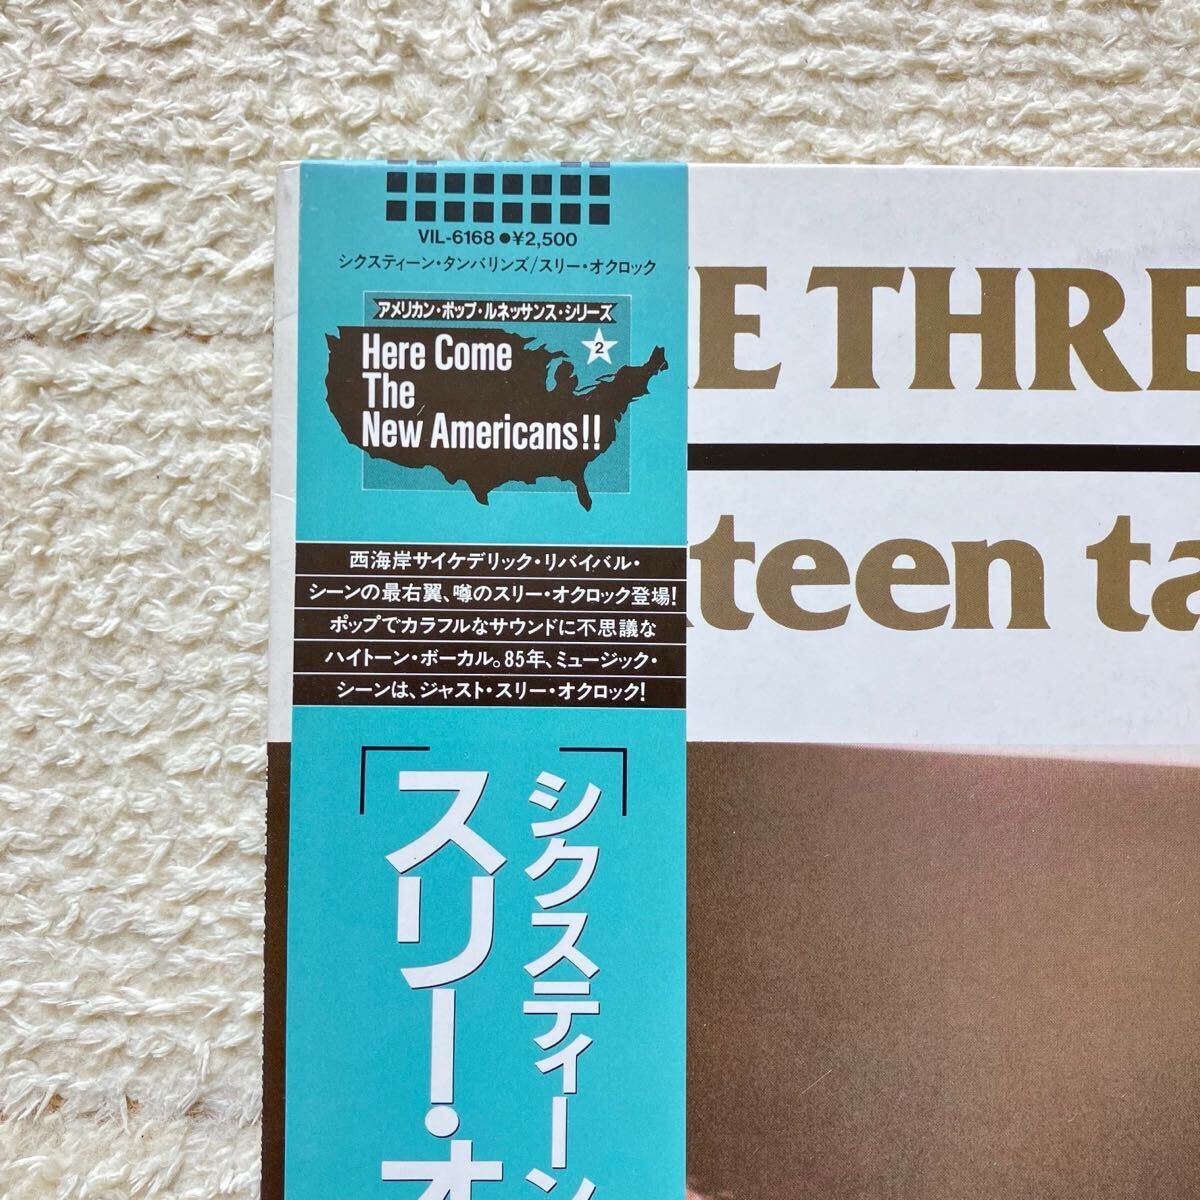 VIL-6168 ●¥2,500
シクスティーン・タンバリンズ/スリー・オクロック
アメリカン・ポップ・ルネッサンス・シリーズ
2
Here Come
The
New Americans!!
西海岸サイケデリック・リバイバル・
シーンの最右翼、噂のスリー・オクロック登場!
ポップでカラフルなサウンドに不思議な
ハイトーン・ボーカル。85年、ミュージック・
シーンは、ジャスト・スリー・オクロック!
「シクスティーン
スリー・オ
E THRE
teen ta